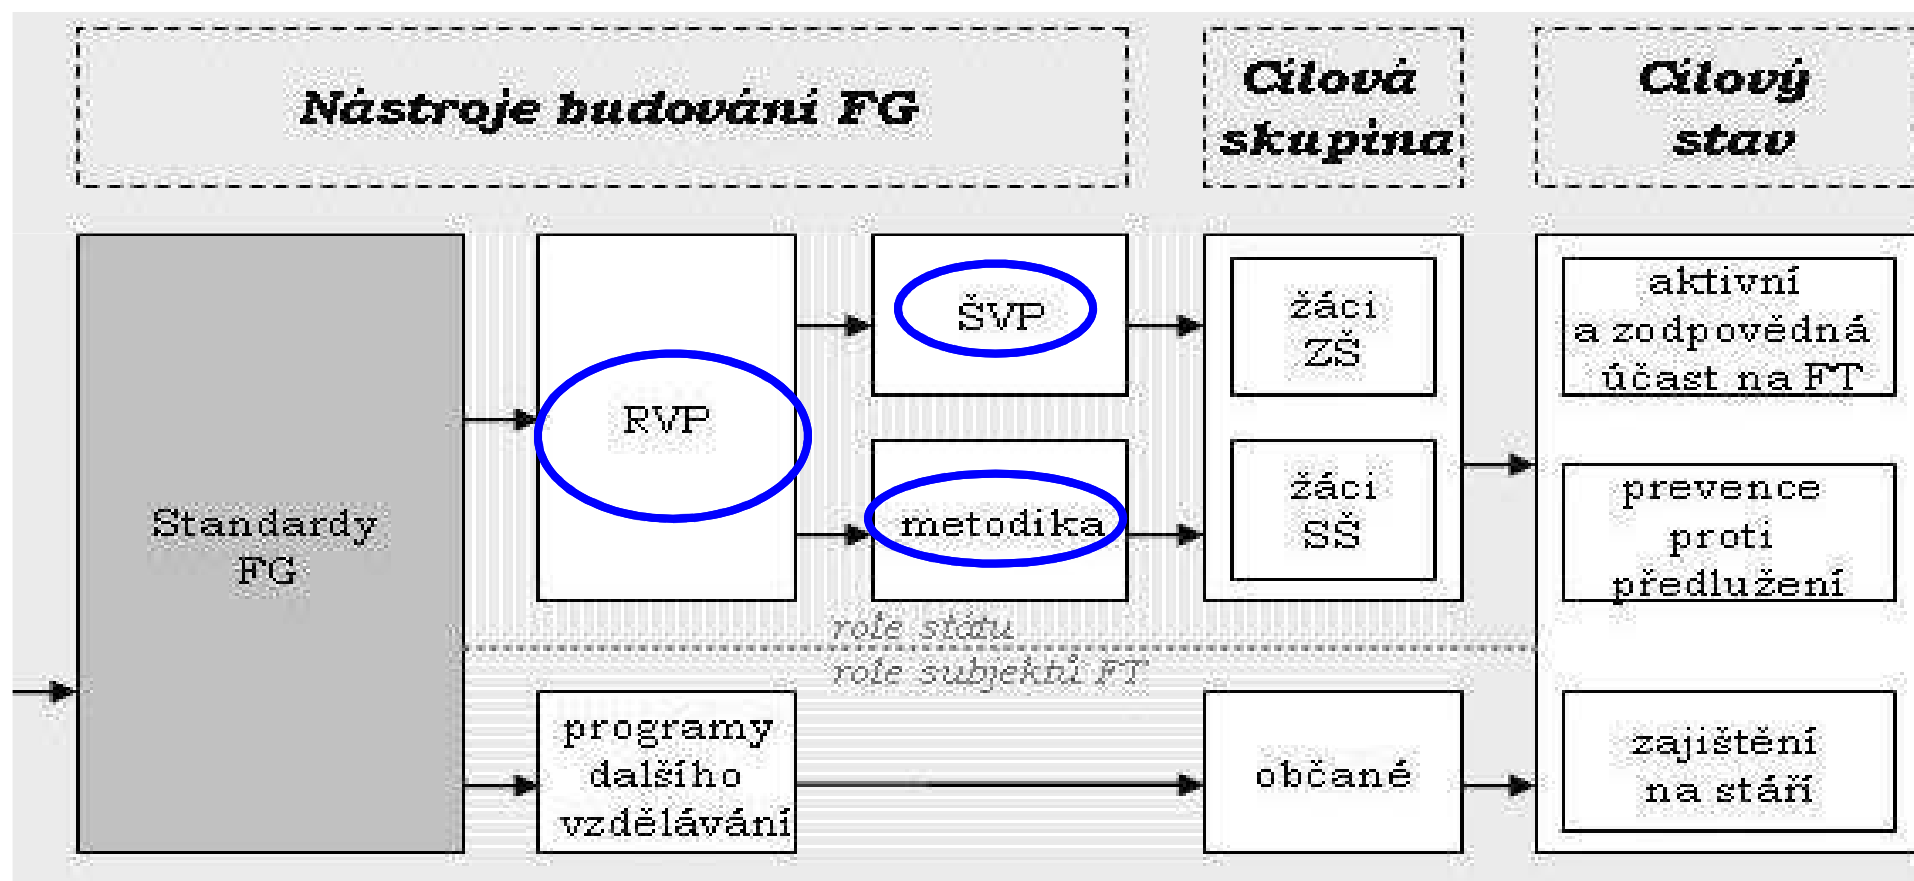 Nástroje budování FG
Cílová
skupina
Cílový
stav
Standardy
FG
RVP
ŠVP
metodika
žáci
ZŠ
žáci
SŠ
aktivní
a zodpovědná
účast na FT
prevence
proti
předlužení
role státu
role subjektů FT
programy
dalšího
vzdělávání
občané
zajištění
na stáří